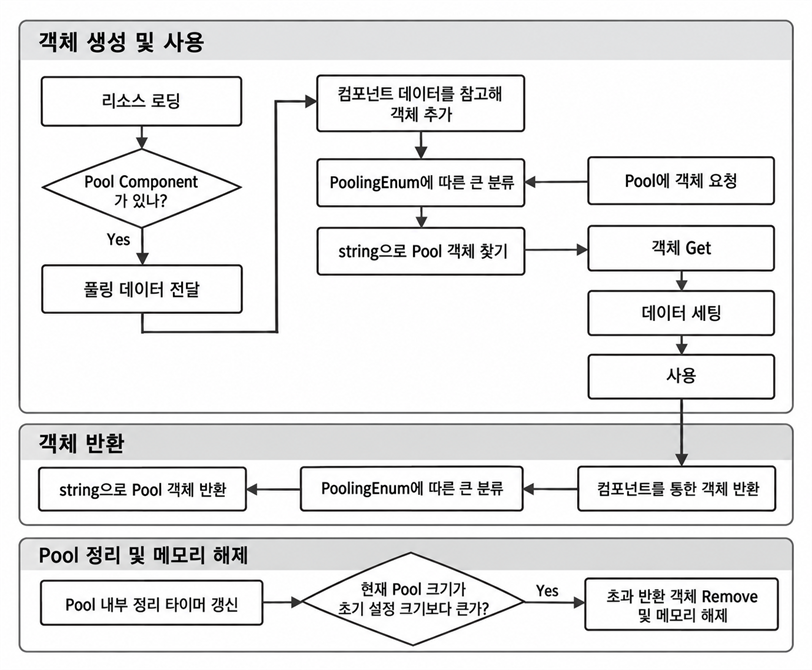 객체 생성 및 사용
리소스 로딩
Pool Component
가 있나?
Yes
풀링 데이터 전달
컴포넌트 데이터를 참고해
객체 추가
PoolingEnum에 따른 큰 분류
Pool에 객체 요청
string으로 Pool 객체 찾기
객체 Get
데이터 세팅
사용
객체 반환
string으로 Pool 객체 반환
PoolingEnum에 따른 큰 분류
컴포넌트를 통한 객체 반환
Pool 정리 및 메모리 해제
Pool 내부 정리 타이머 갱신
현재 Pool 크기가
초기 설정 크기보다 큰가?
Yes
초과 반환 객체 Remove
및 메모리 해제